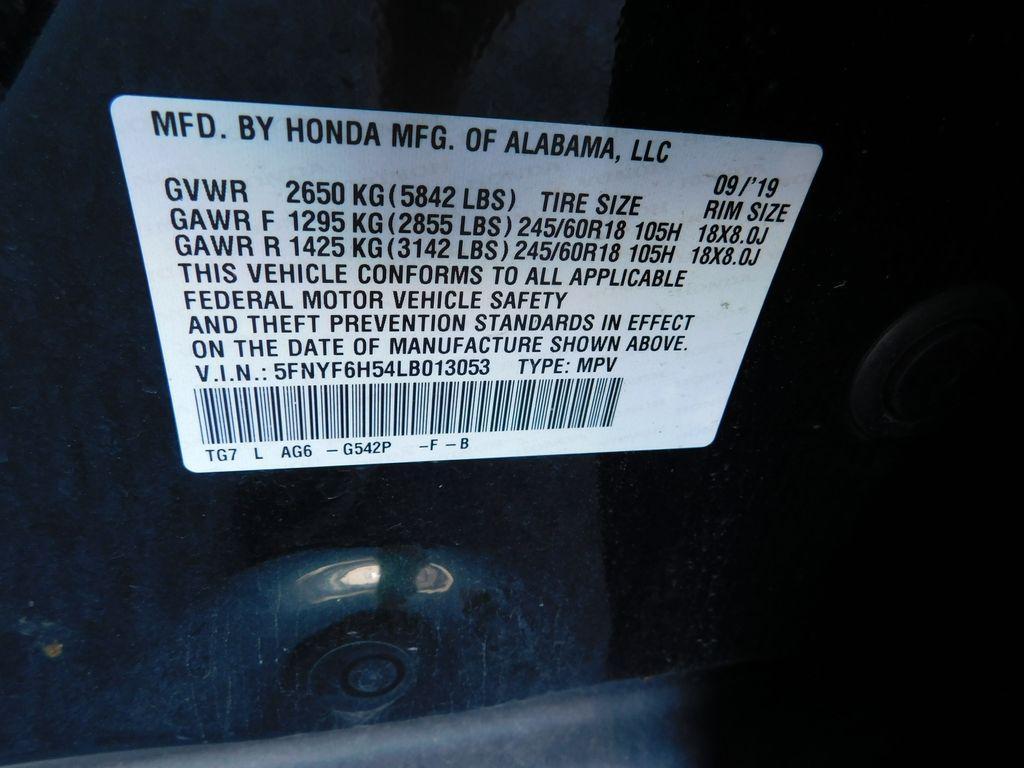 MFD. BY HONDA MFG. OF ALABAMA, LLC
09/'19
GVWR 2650 KG (5842 LBS) TIRE SIZE RIM SIZE
GAWR F 1295 KG (2855 LBS) 245/60R18 105H 18X8.0J
GAWR R 1425 KG (3142 LBS) 245/60R18 105H 18X8.0J
THIS VEHICLE CONFORMS TO ALL APPLICABLE
FEDERAL MOTOR VEHICLE SAFETY
AND THEFT PREVENTION STANDARDS IN EFFECT
ON THE DATE OF MANUFACTURE SHOWN ABOVE.
V.I.N.: 5FNYF6H54LB013053 TYPE: MPV
TG7 L AG6 – G542P – F – B